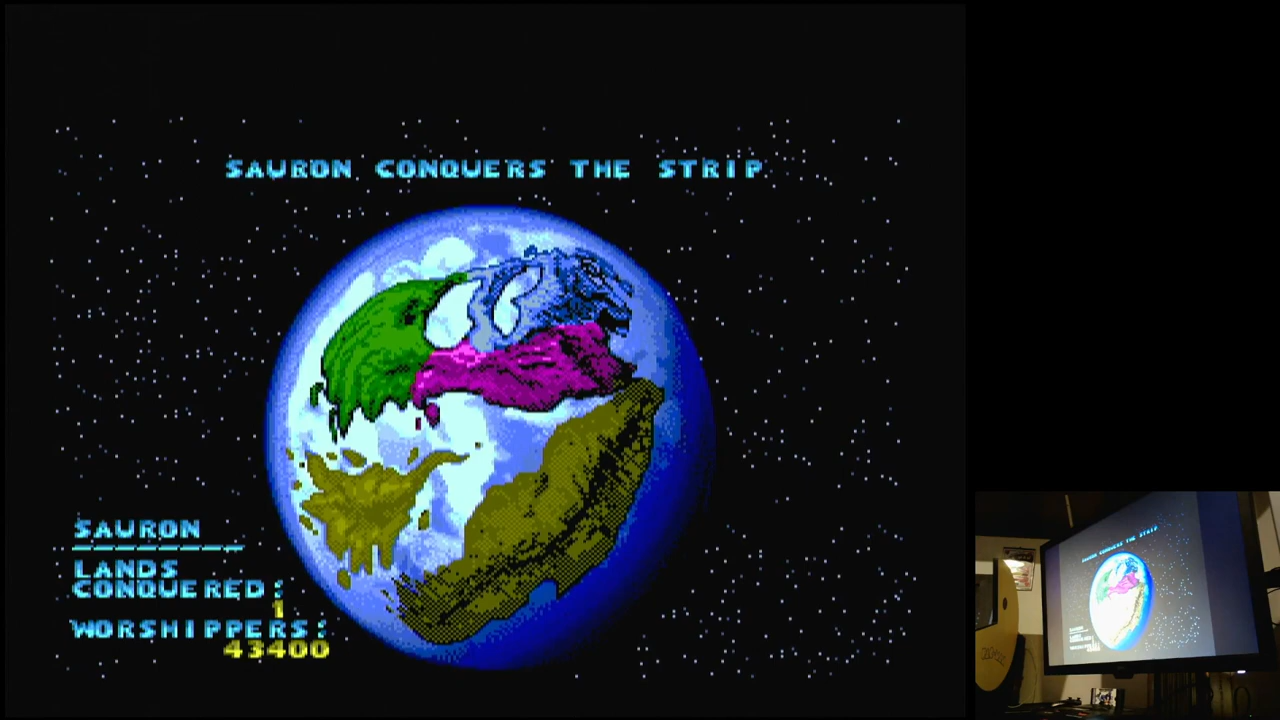 SAURON CONQUERS THE STRIP
SAURON
LANDS
CONQUERED:
1
WORSHIPPERS:
43400